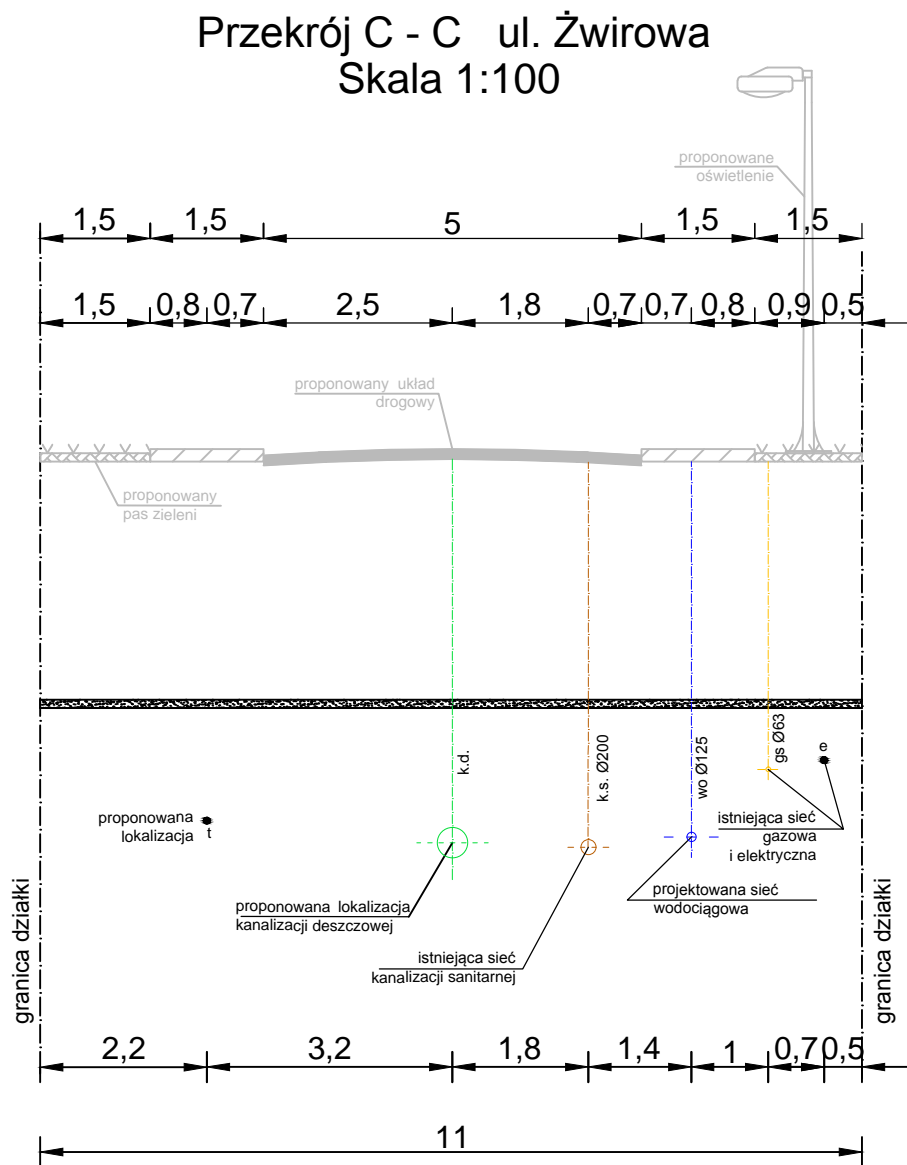 Przekrój C - C ul. Żwirowa
Skala 1:100
proponowane
oświetlenie
1,5 1,5 5 1,5 1,5
1,5 0,8 0,7 2,5 1,8 0,7 0,7 0,8 0,9 0,5
proponowany układ
drogowy
proponowany
pas zieleni
k.d.
k.s. Ø200
wo Ø125
gs Ø63
e
proponowana
lokalizacja
t
istniejąca sieć
gazowa
i elektryczna
projektowana sieć
wodociągowa
proponowana lokalizacja
kanalizacji deszczowej
istniejąca sieć
kanalizacji sanitarnej
granica działki
granica działki
2,2 3,2 1,8 1,4 1 0,7 0,5
11